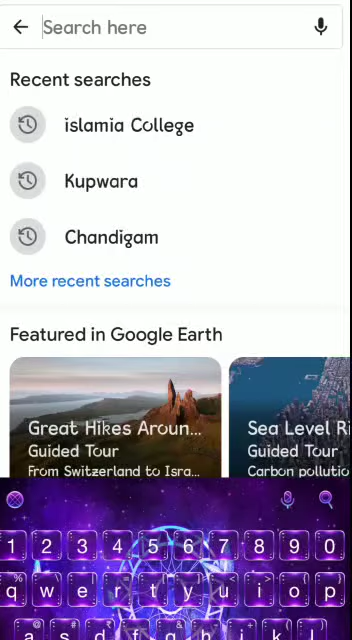 Search here
Recent searches
islamia College
Kupwara
Chandigam
More recent searches
Featured in Google Earth
Great Hikes Aroun...
Guided Tour
From Switzerland to Isra...
Sea Level Ri
Guided Tour
Carbon pollutio
1 2 3 4 5 6 7 8 9 0
q w e r t y u i o p
a s d f g h j k l